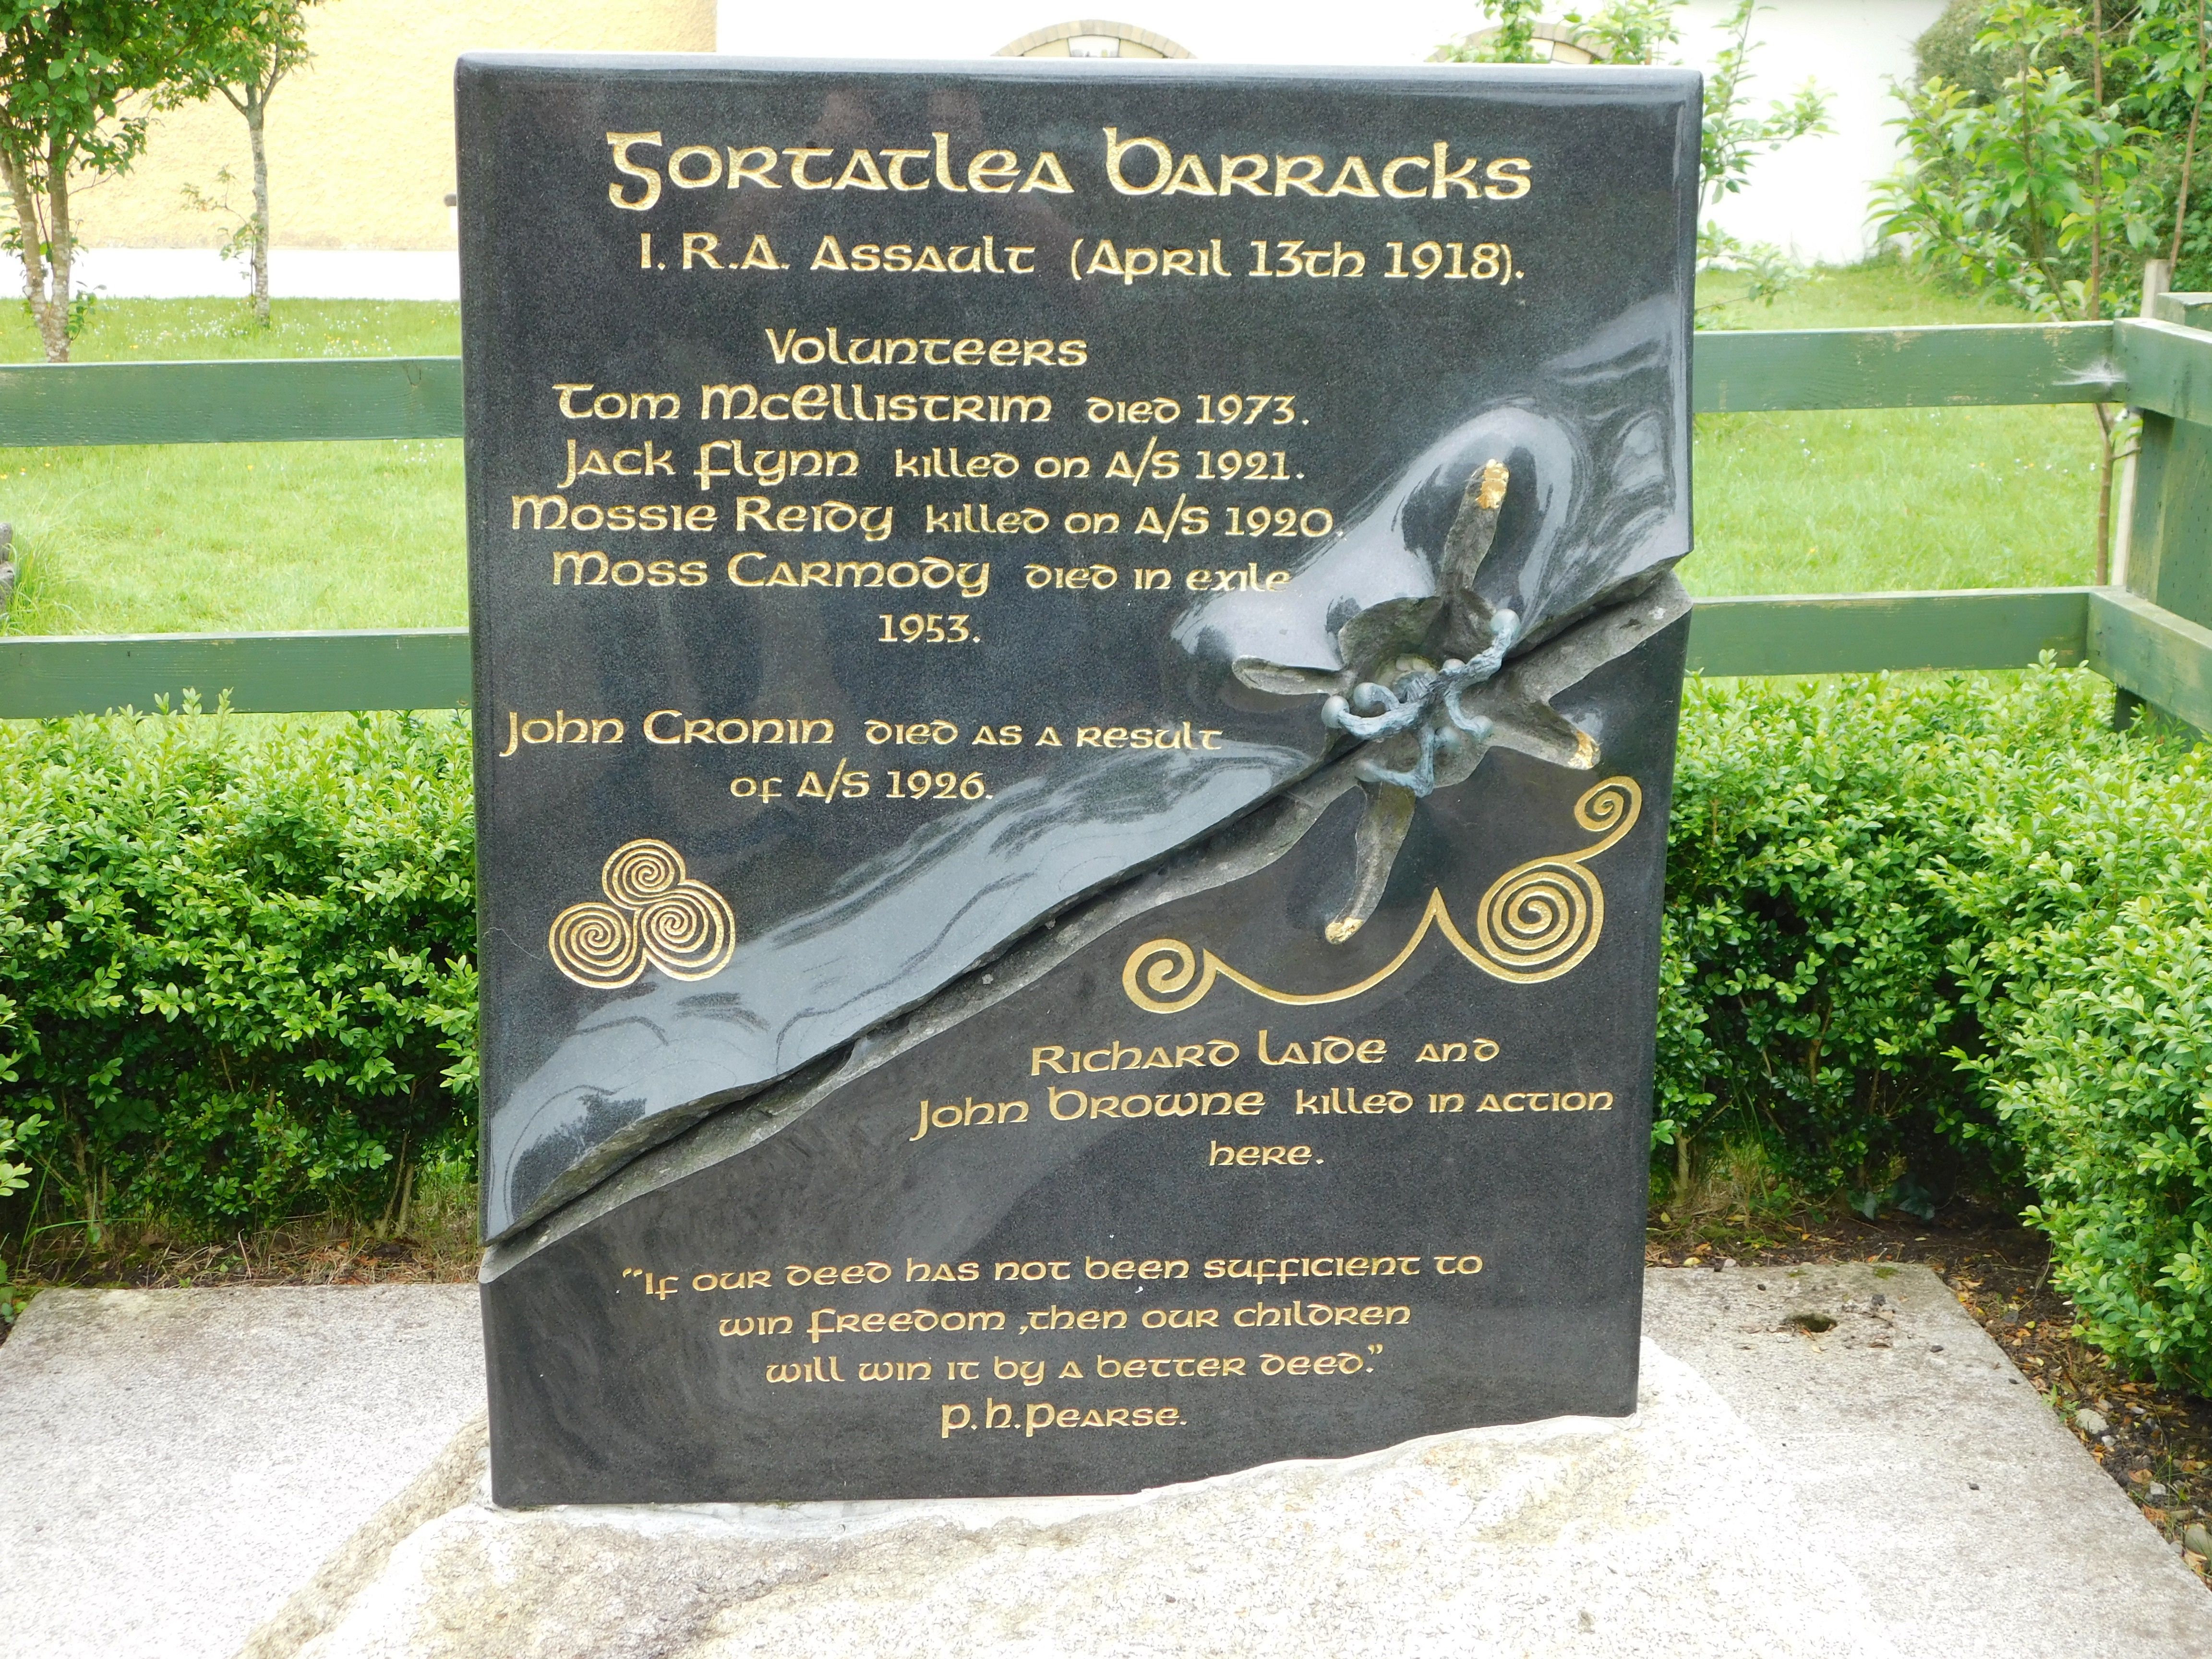 Gortatlea Barracks
I. R.A. Assault (April 13th 1918).
Volunteers
Tom McEllistrim died 1973.
Jack Flynn killed on A/S 1921.
Mossie Reidy killed on A/S 1920.
Moss Carmody died in exile
1953.
John Cronin died as a result
of A/S 1926.
Richard Laide and
John Browne killed in action
here.
"If our deed has not been sufficient to
win freedom ,then our children
will win it by a better deed."
P. H. Pearse.